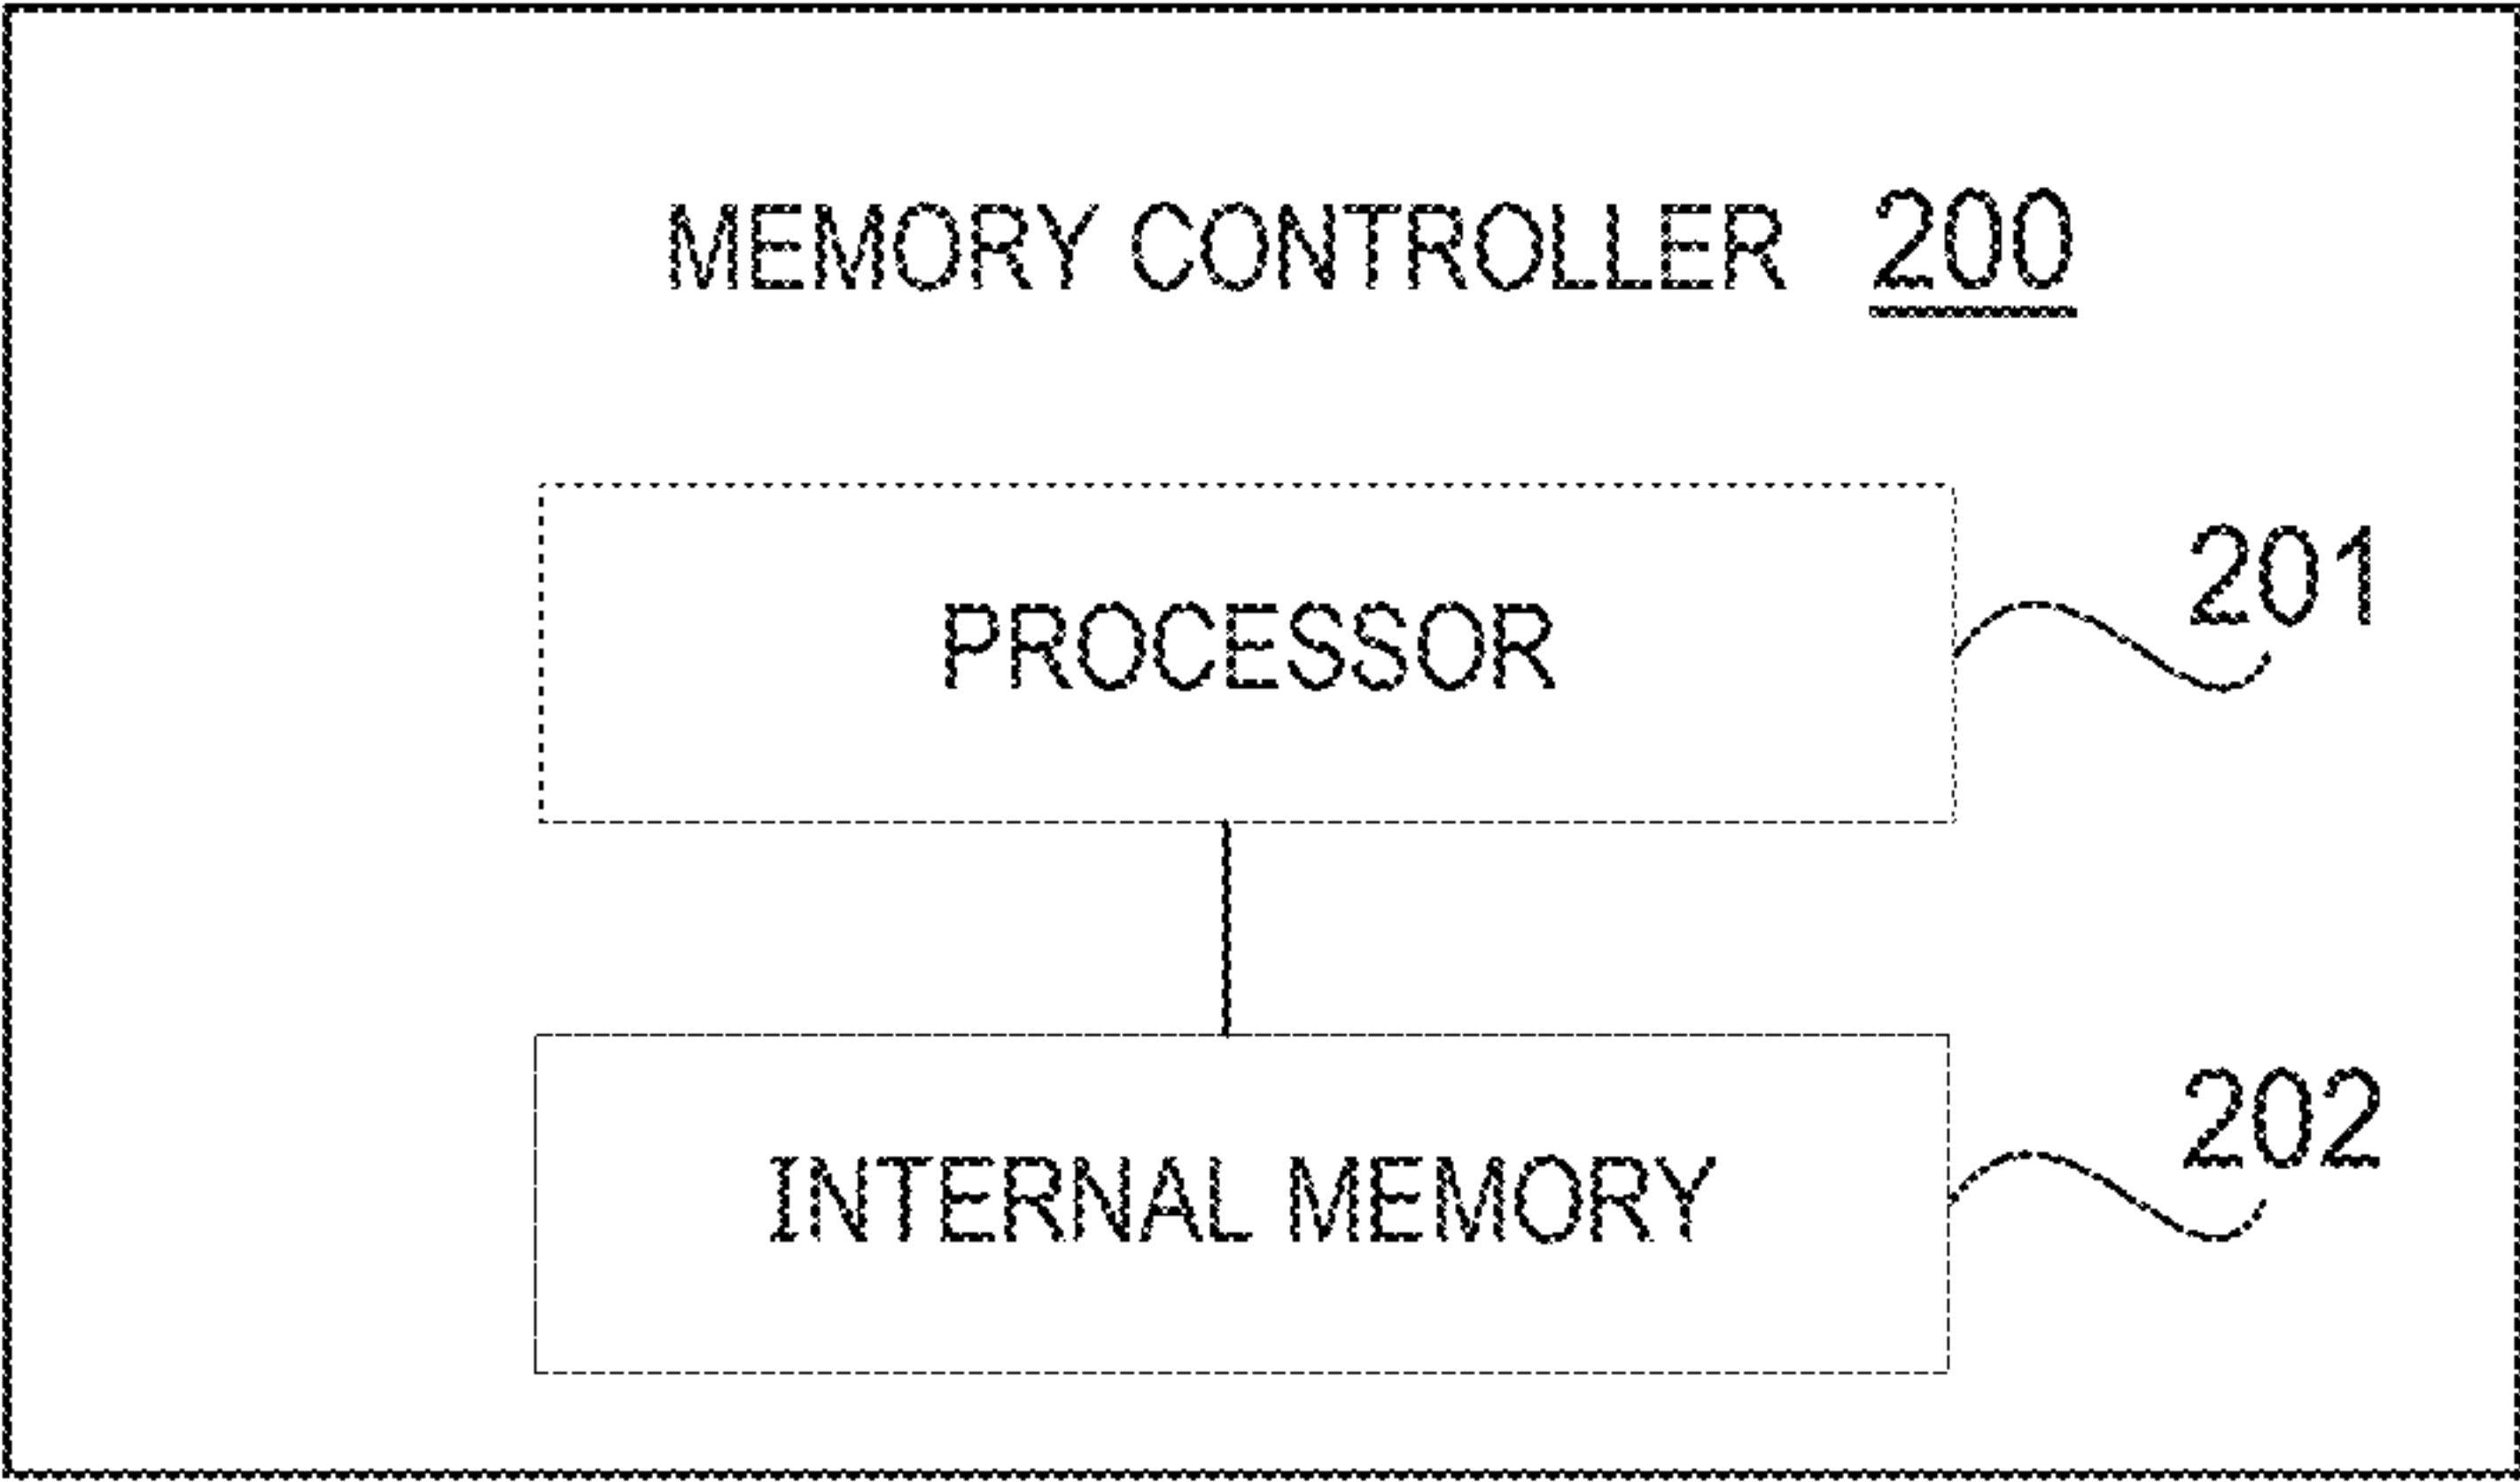 MEMORY CONTROLLER 200
PROCESSOR
201
INTERNAL MEMORY
202